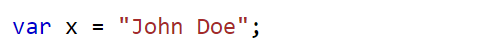 var x = "John Doe";